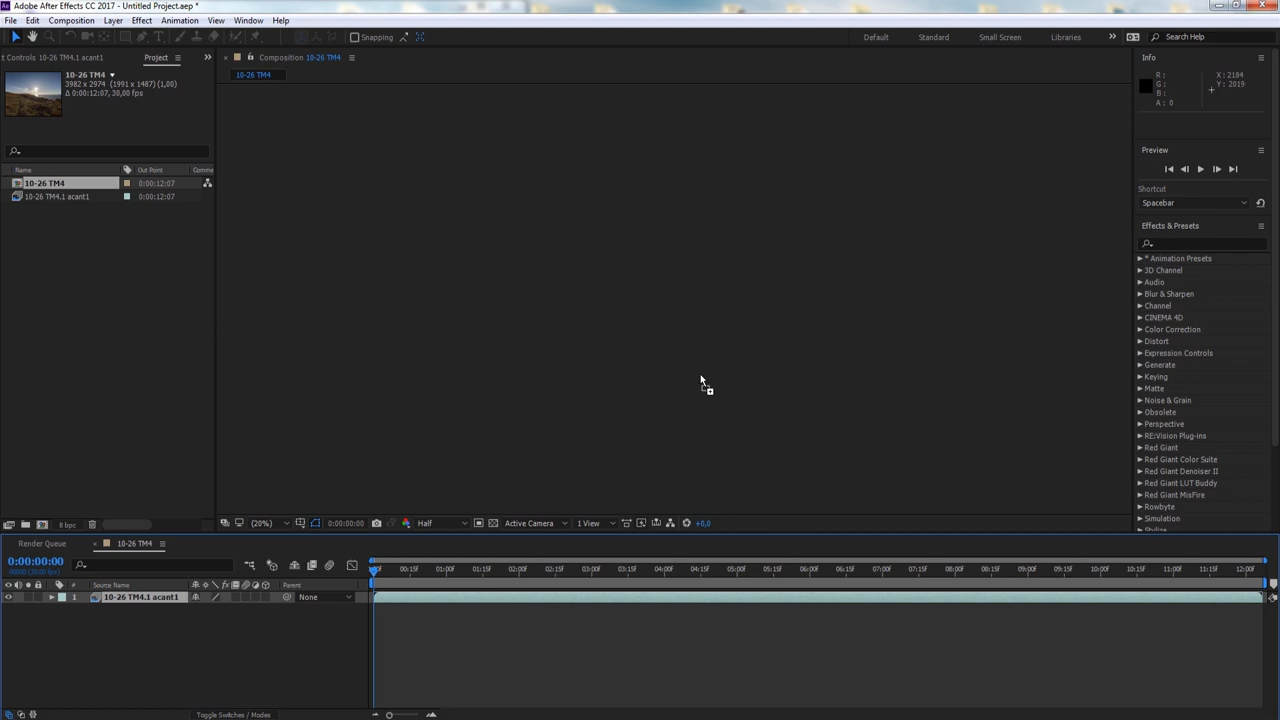 Adobe After Effects CC 2017 - Untitled Project.aep *
File Edit Composition Layer Effect Animation View Window Help
Snapping Default Standard Small Screen Libraries Search Help
t Controls 10-26 TM4.1 acant1 Project Composition 10-26 TM4 Info
10-26 TM4
3982 x 2974 (1991 x 1487) (1,00)
Δ 0:00:12:07, 30,00 fps
10-26 TM4
R : X : 2184
G : Y : 2019
B :
A : 0
Preview
Name Out Point Comme
10-26 TM4 0:00:12:07
10-26 TM4.1 acant1 0:00:12:07
Shortcut
Spacebar
Effects & Presets
* Animation Presets
3D Channel
Audio
Blur & Sharpen
Channel
CINEMA 4D
Color Correction
Distort
Expression Controls
Generate
Keying
Matte
Noise & Grain
Obsolete
Perspective
RE:Vision Plug-ins
Red Giant
Red Giant Color Suite
Red Giant Denoiser II
Red Giant LUT Buddy
Red Giant MisFire
Rowbyte
Simulation
8 bpc (20%) 0:00:00:00 Half Active Camera 1 View +0,0
Render Queue 10-26 TM4
0:00:00:00
00:15f 01:00f 01:15f 02:00f 02:15f 03:00f 03:15f 04:00f 04:15f 05:00f 05:15f 06:00f 06:15f 07:00f 07:15f 08:00f 08:15f 09:00f 09:15f 10:00f 10:15f 11:00f 11:15f 12:00f
# Source Name Parent
1 10-26 TM4.1 acant1 None
Toggle Switches / Modes